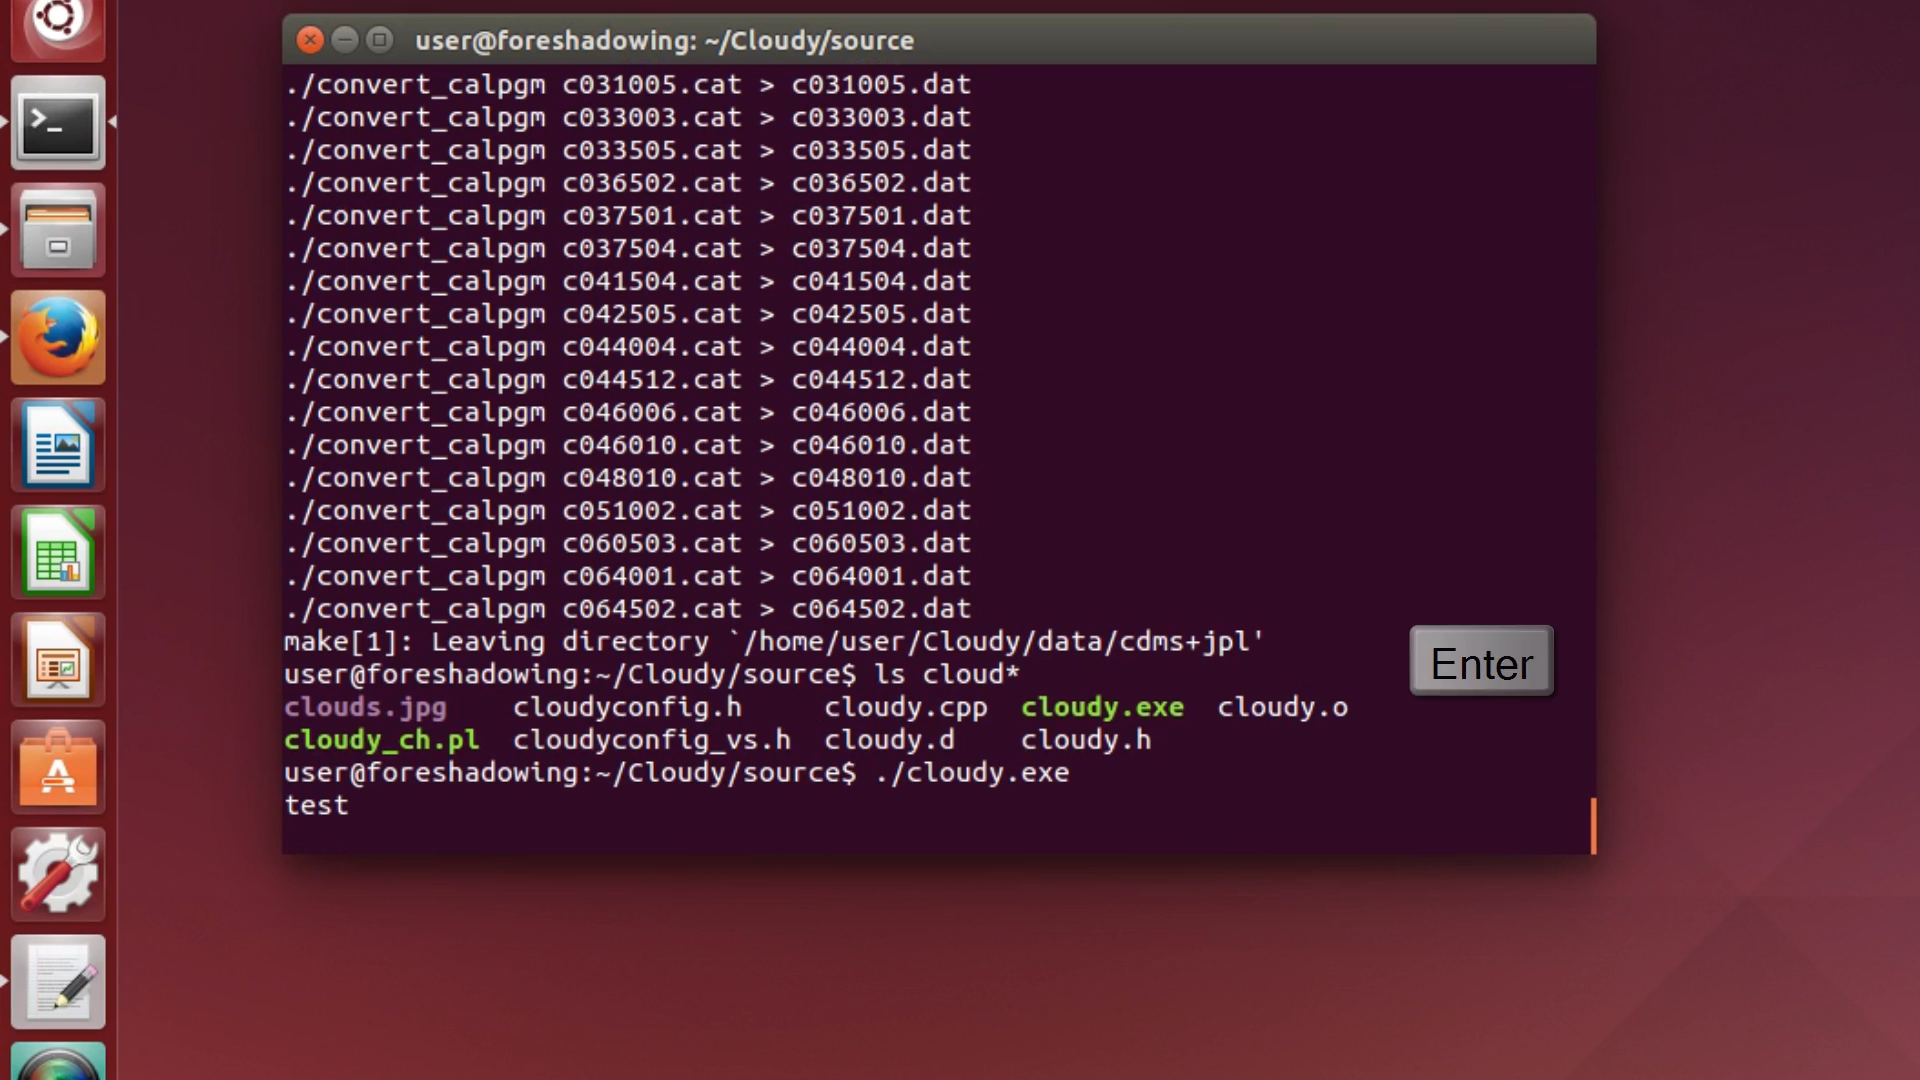 user@foreshadowing: ~/Cloudy/source
./convert_calpgm c031005.cat > c031005.dat
./convert_calpgm c033003.cat > c033003.dat
./convert_calpgm c033505.cat > c033505.dat
./convert_calpgm c036502.cat > c036502.dat
./convert_calpgm c037501.cat > c037501.dat
./convert_calpgm c037504.cat > c037504.dat
./convert_calpgm c041504.cat > c041504.dat
./convert_calpgm c042505.cat > c042505.dat
./convert_calpgm c044004.cat > c044004.dat
./convert_calpgm c044512.cat > c044512.dat
./convert_calpgm c046006.cat > c046006.dat
./convert_calpgm c046010.cat > c046010.dat
./convert_calpgm c048010.cat > c048010.dat
./convert_calpgm c051002.cat > c051002.dat
./convert_calpgm c060503.cat > c060503.dat
./convert_calpgm c064001.cat > c064001.dat
./convert_calpgm c064502.cat > c064502.dat
make[1]: Leaving directory `/home/user/Cloudy/data/cdms+jpl'
user@foreshadowing:~/Cloudy/source$ ls cloud*
clouds.jpg cloudyconfig.h cloudy.cpp cloudy.exe cloudy.o
cloudy_ch.pl cloudyconfig_vs.h cloudy.d cloudy.h
user@foreshadowing:~/Cloudy/source$ ./cloudy.exe
test
Enter